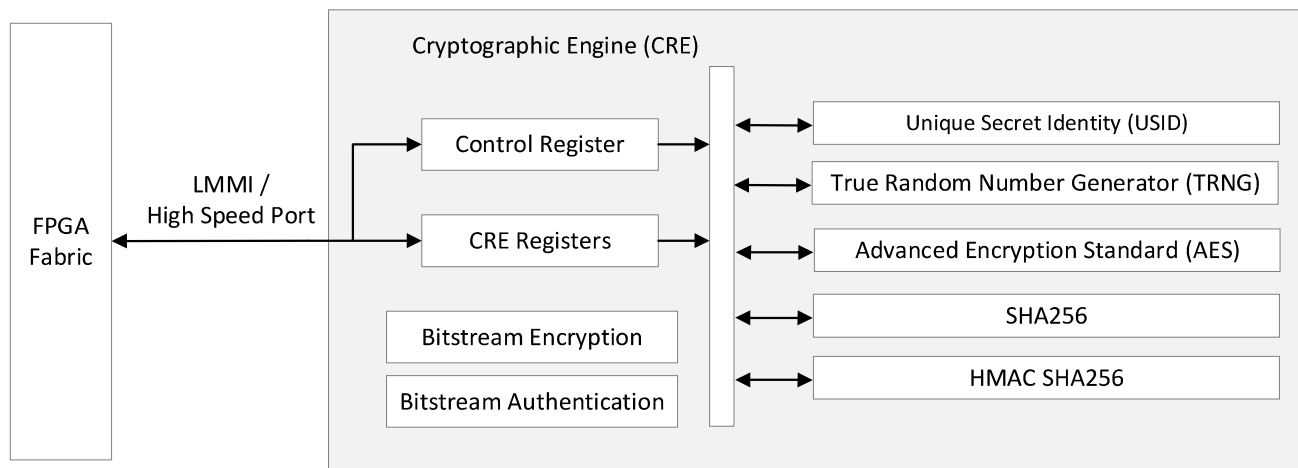 Cryptographic Engine (CRE)
FPGA
Fabric
LMMI /
High Speed Port
Control Register
CRE Registers
Bitstream Encryption
Bitstream Authentication
Unique Secret Identity (USID)
True Random Number Generator (TRNG)
Advanced Encryption Standard (AES)
SHA256
HMAC SHA256